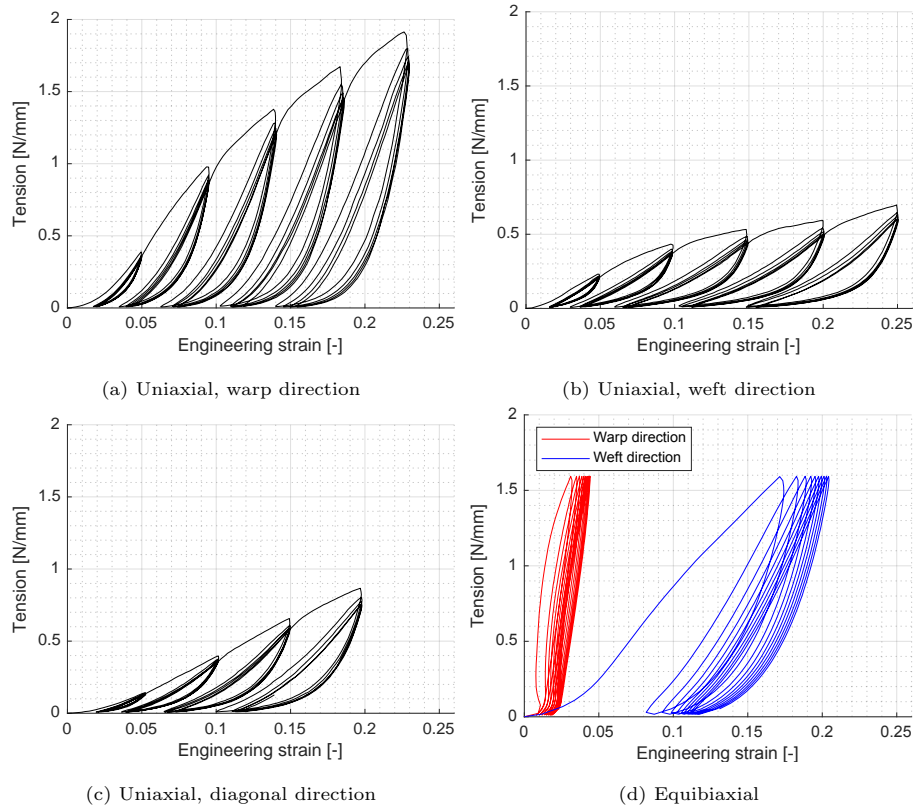 2
1.5
1
0.5
0
Tension [N/mm]
0 0.05 0.1 0.15 0.2 0.25
Engineering strain [-]
(a) Uniaxial, warp direction
2
1.5
1
0.5
0
Tension [N/mm]
0 0.05 0.1 0.15 0.2 0.25
Engineering strain [-]
(b) Uniaxial, weft direction
2
1.5
1
0.5
0
Tension [N/mm]
0 0.05 0.1 0.15 0.2 0.25
Engineering strain [-]
(c) Uniaxial, diagonal direction
Warp direction
Weft direction
2
1.5
1
0.5
0
Tension [N/mm]
0 0.05 0.1 0.15 0.2 0.25
Engineering strain [-]
(d) Equibiaxial